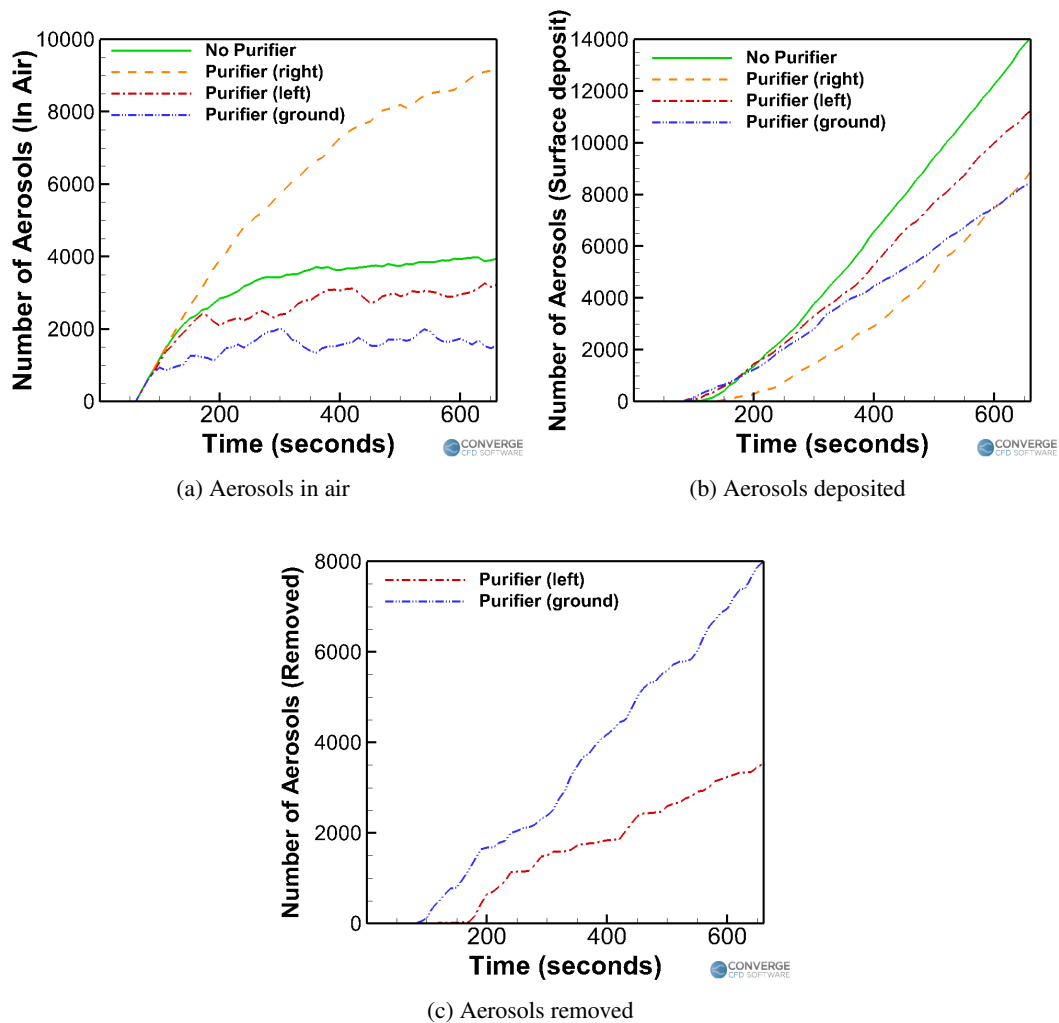 Number of Aerosols (In Air)
10000
8000
6000
4000
2000
0
No Purifier
Purifier (right)
Purifier (left)
Purifier (ground)
200
400
600
Time (seconds)
CONVERGE
CFD SOFTWARE
(a) Aerosols in air
Number of Aerosols (Surface deposit)
14000
12000
10000
8000
6000
4000
2000
0
No Purifier
Purifier (right)
Purifier (left)
Purifier (ground)
200
400
600
Time (seconds)
CONVERGE
CFD SOFTWARE
(b) Aerosols deposited
Number of Aerosols (Removed)
8000
6000
4000
2000
0
Purifier (left)
Purifier (ground)
200
400
600
Time (seconds)
CONVERGE
CFD SOFTWARE
(c) Aerosols removed